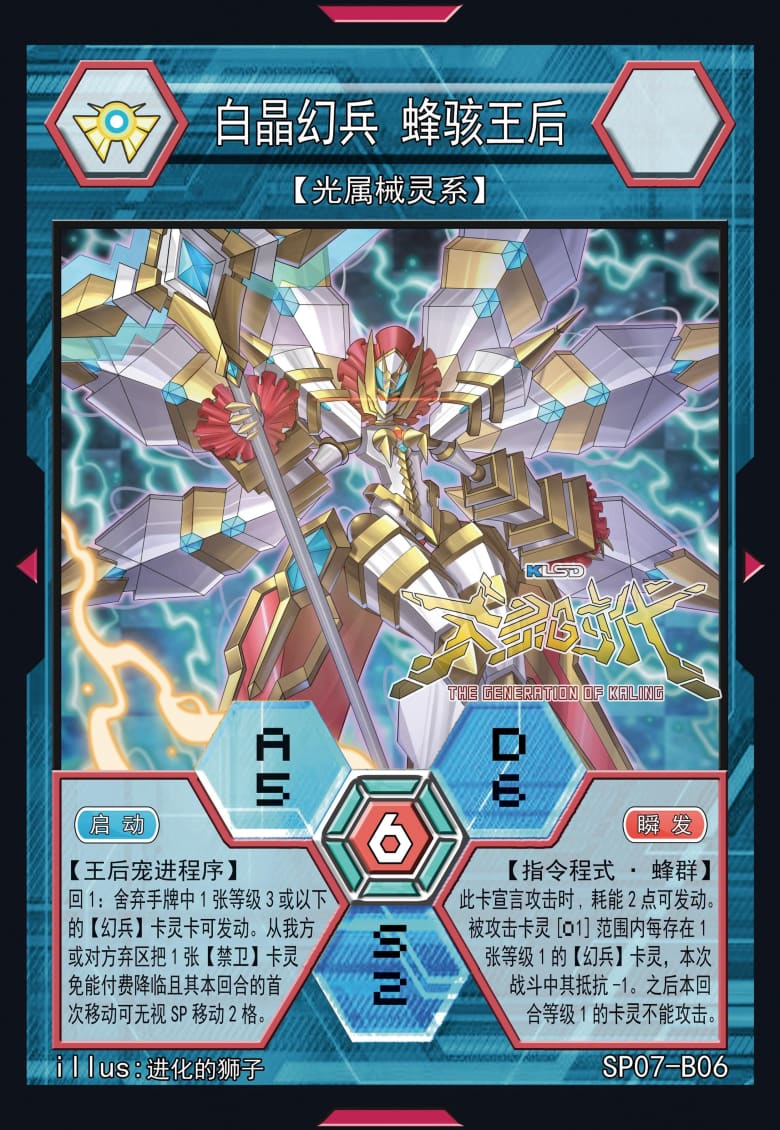 白晶幻兵 蜂骇王后
【光属械灵系】
KLSD
卡灵时代
THE GENERATION OF KALING
A
5
D
6
6
S
2
启动
【王后宠进程序】
回1：舍弃手牌中1张等级3或以下
的【幻兵】卡灵卡可发动。从我方
或对方弃区把1张【禁卫】卡灵
免能付费降临且其本回合的首
次移动可无视SP移动2格。
瞬发
【指令程式·蜂群】
此卡宣言攻击时，耗能2点可发动。
被攻击卡灵[¤1]范围内每存在1
张等级1的【幻兵】卡灵，本次
战斗中其抵抗-1。之后本回
合等级1的卡灵不能攻击。
illus:进化的狮子
SP07-B06